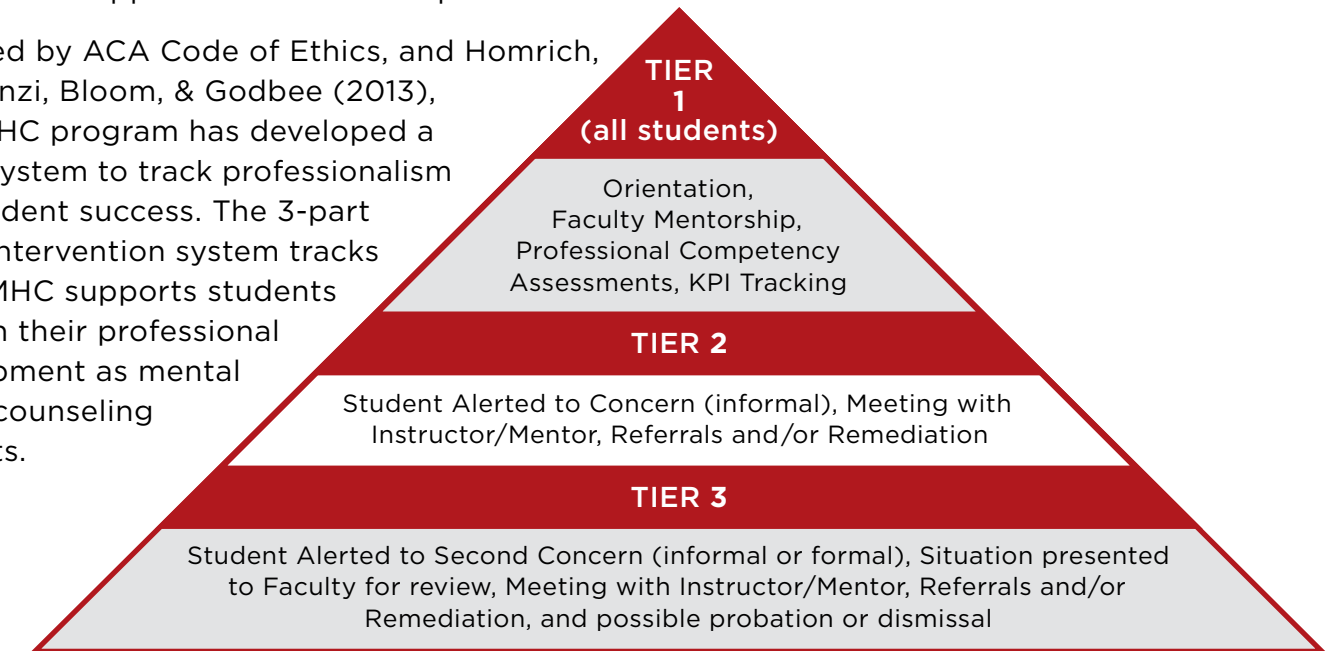 ed by ACA Code of Ethics, and Homrich,
nzi, Bloom, & Godbee (2013),
HC program has developed a
ystem to track professionalism
dent success. The 3-part
ntervention system tracks
MHC supports students
n their professional
pment as mental
counseling
ts.
TIER
1
(all students)
Orientation,
Faculty Mentorship,
Professional Competency
Assessments, KPI Tracking
TIER 2
Student Alerted to Concern (informal), Meeting with
Instructor/Mentor, Referrals and/or Remediation
TIER 3
Student Alerted to Second Concern (informal or formal), Situation presented
to Faculty for review, Meeting with Instructor/Mentor, Referrals and/or
Remediation, and possible probation or dismissal